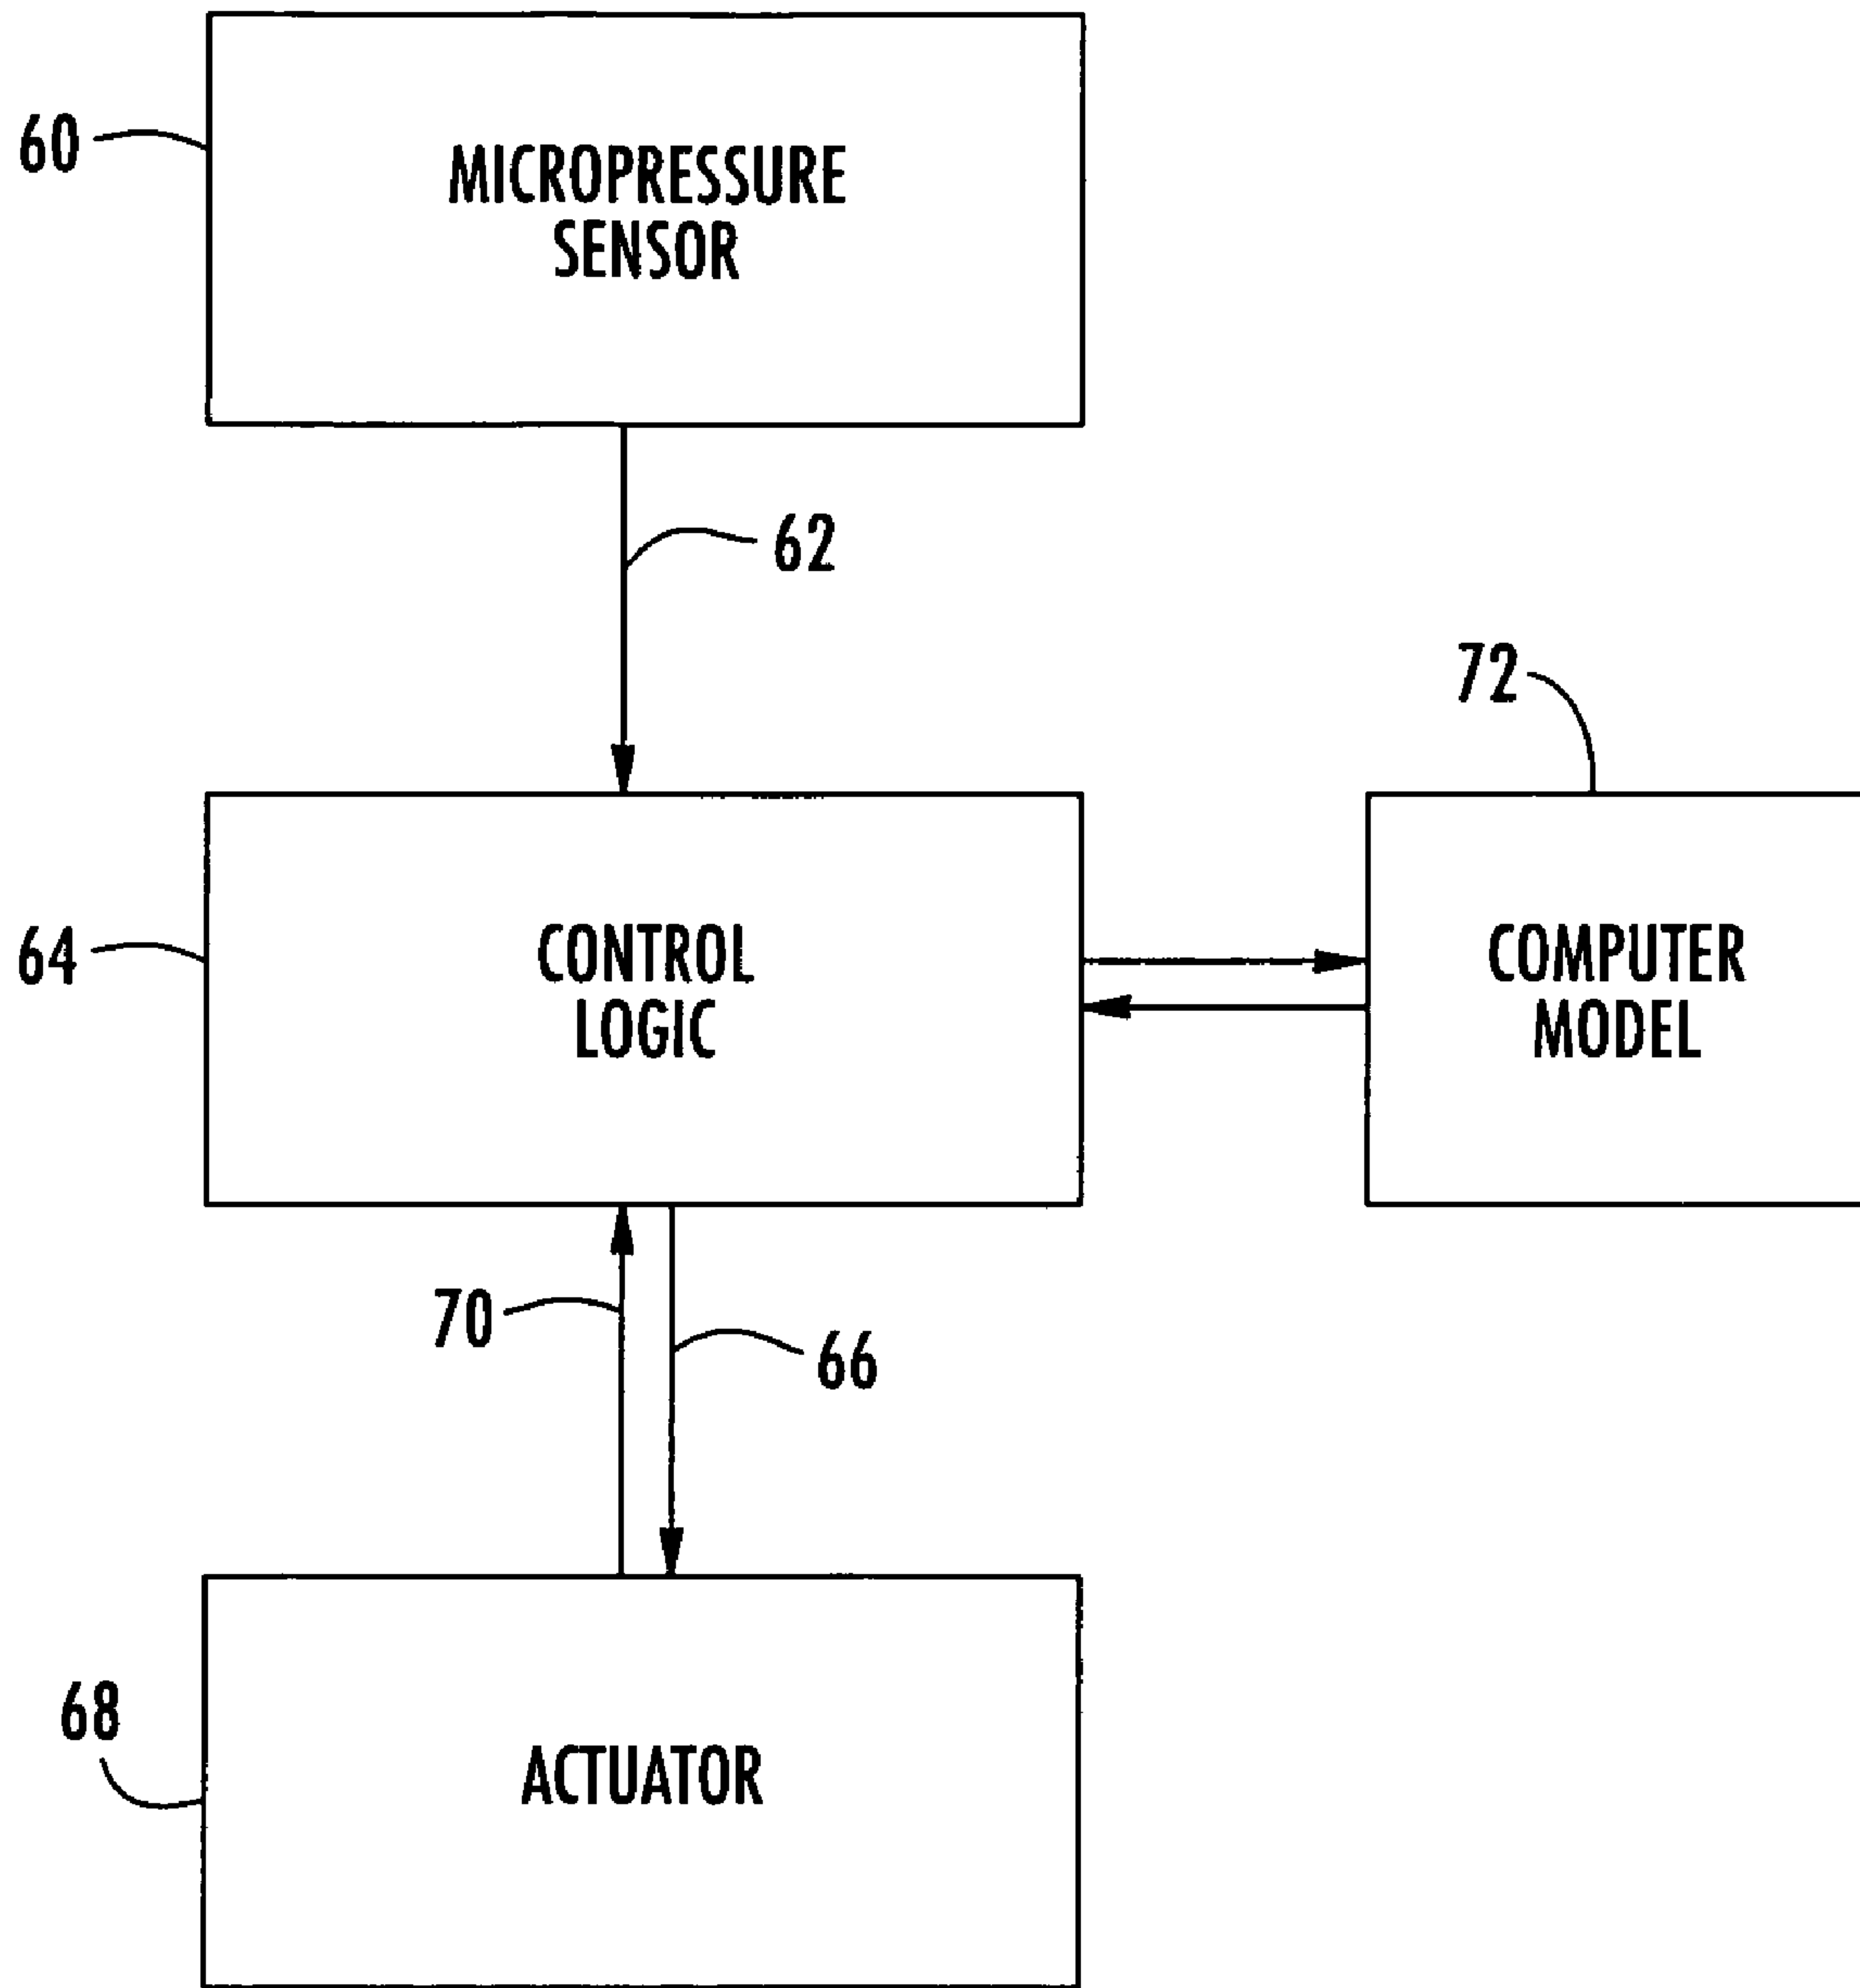 60
MICROPRESSURE
SENSOR
62
72
64
CONTROL
LOGIC
COMPUTER
MODEL
70
66
68
ACTUATOR